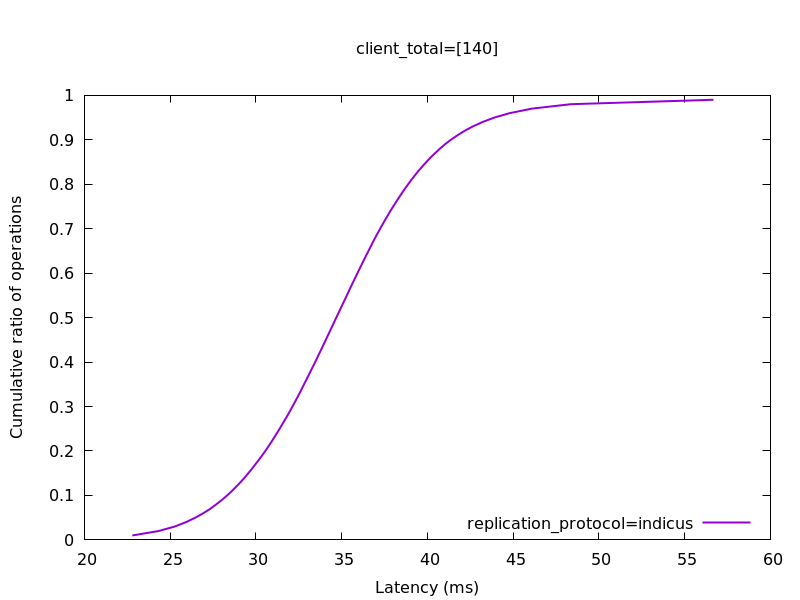 client_total=[140]
1
0.9
0.8
0.7
0.6
0.5
0.4
0.3
0.2
0.1
0
Cumulative ratio of operations
replication_protocol=indicus
20 25 30 35 40 45 50 55 60
Latency (ms)